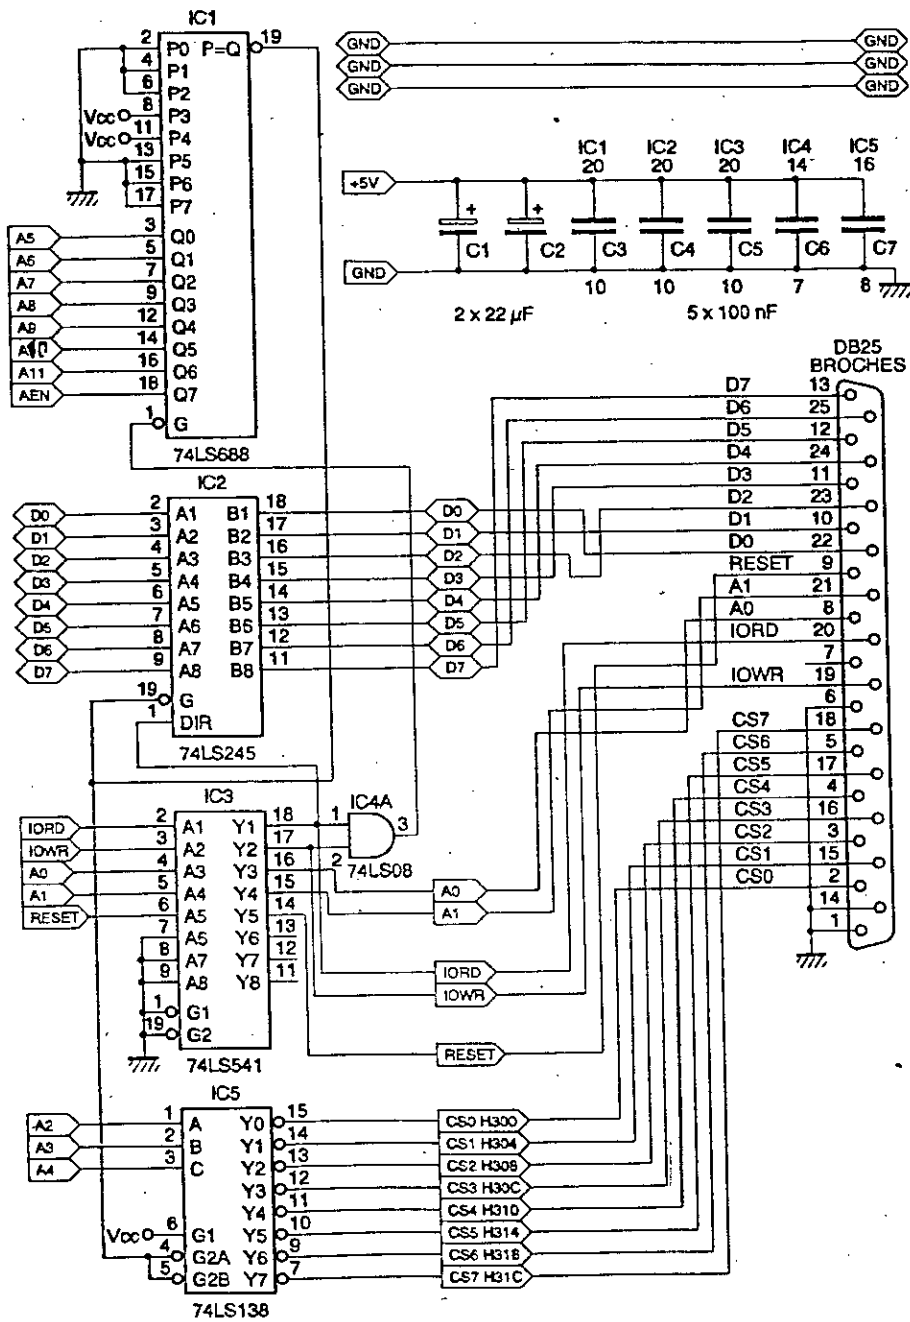 IC1
2 P0 P=Q 19
4 P1
6 P2
Vcc 8 P3
Vcc 11 P4
13 P5
15 P6
17 P7
A5 3 Q0
A6 5 Q1
A7 7 Q2
A8 9 Q3
A9 12 Q4
A10 14 Q5
A11 16 Q6
AEN 18 Q7
1 G
74LS688
GND GND
GND GND
GND GND
IC1 IC2 IC3 IC4 IC5
20 20 20 14 16
+5V
+ +
C1 C2 C3 C4 C5 C6 C7
GND
10 10 10 7 8
2 x 22 µF 5 x 100 nF
DB25
BROCHES
D7 13
D6 25
D5 12
D4 24
D3 11
D2 23
D1 10
D0 22
RESET 9
A1 21
A0 8
IORD 20
7
IOWR 19
6
CS7 18
CS6 5
CS5 17
CS4 4
CS3 16
CS2 3
CS1 15
CS0 2
14
1
IC2
D0 2 A1 B1 18 D0
D1 3 A2 B2 17 D1
D2 4 A3 B3 16 D2
D3 5 A4 B4 15 D3
D4 6 A5 B5 14 D4
D5 7 A6 B6 13 D5
D6 8 A7 B7 12 D6
D7 9 A8 B8 11 D7
19 G
1 DIR
74LS245
IC3
IORD 2 A1 Y1 18
IOWR 3 A2 Y2 17
A0 4 A3 Y3 16
A1 5 A4 Y4 15
RESET 6 A5 Y5 14
7 A5 Y6 13
8 A7 Y7 12
9 A8 Y8 11
1 G1
19 G2
74LS541
IC4A
1
2
3
74LS08
A0
A1
IORD
IOWR
RESET
IC5
A2 1 A Y0 15 CS0 H300
A3 2 B Y1 14 CS1 H304
A4 3 C Y2 13 CS2 H308
Y3 12 CS3 H30C
Y4 11 CS4 H310
Vcc 6 G1 Y5 10 CS5 H314
4 G2A Y6 9 CS6 H318
5 G2B Y7 7 CS7 H31C
74LS138